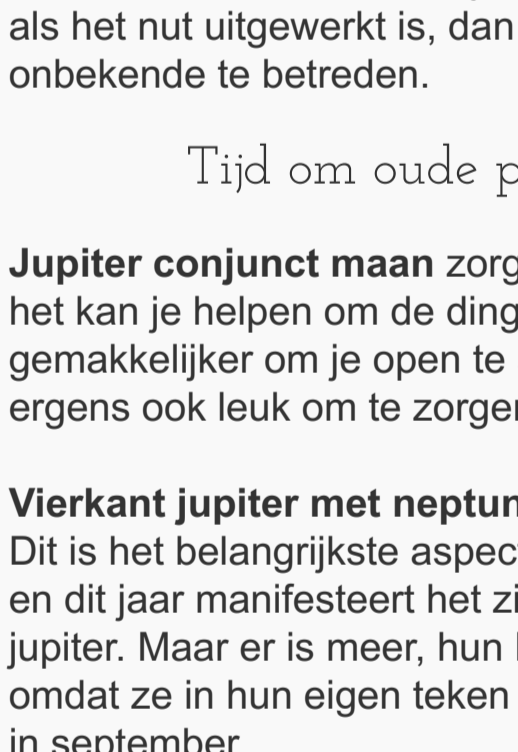 als het nut uitgewerkt is, dan
onbekende te betreden.
Tijd om oude
Jupiter conjunct maan zorg
het kan je helpen om de ding
gemakkelijker om je open te
ergens ook leuk om te zorge
Vierkant jupiter met neptun
Dit is het belangrijkste aspec
en dit jaar manifesteert het zi
jupiter. Maar er is meer, hun
omdat ze in hun eigen teken
in september